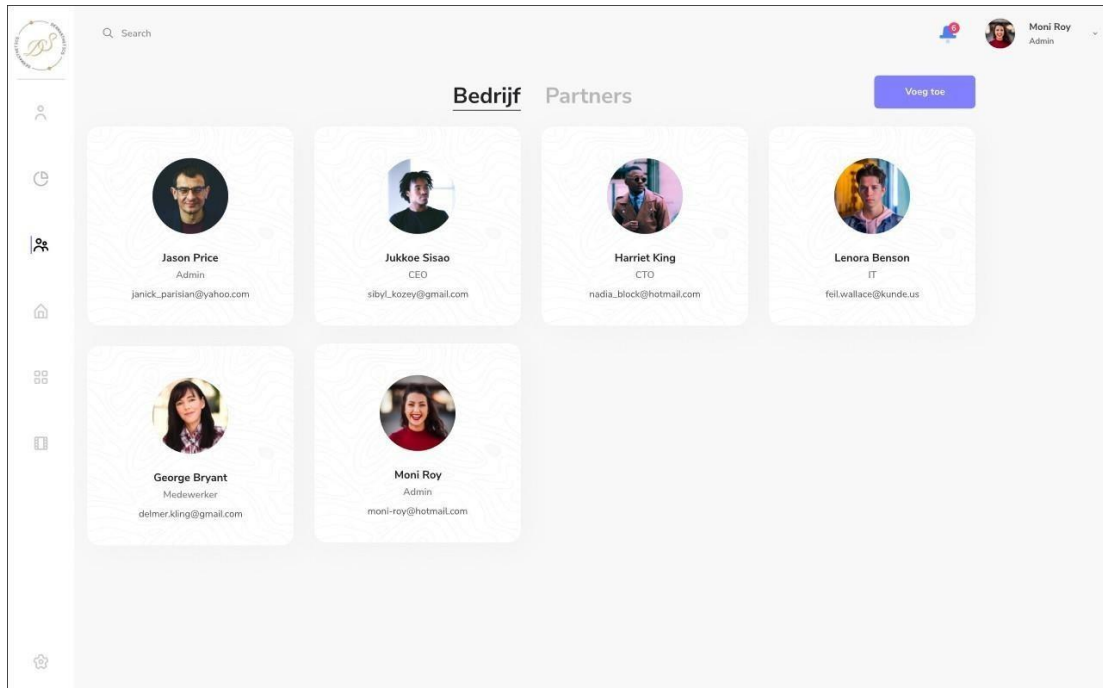 Search
6
Moni Roy
Admin
Bedrijf Partners
Voeg toe
Jason Price
Admin
janick_parisian@yahoo.com
Jukkoe Sisao
CEO
sibyl_kozey@gmail.com
Harriet King
CTO
nadia_block@hotmail.com
Lenora Benson
IT
feil.wallace@kunde.us
George Bryant
Medewerker
delmer.kling@gmail.com
Moni Roy
Admin
moni-roy@hotmail.com